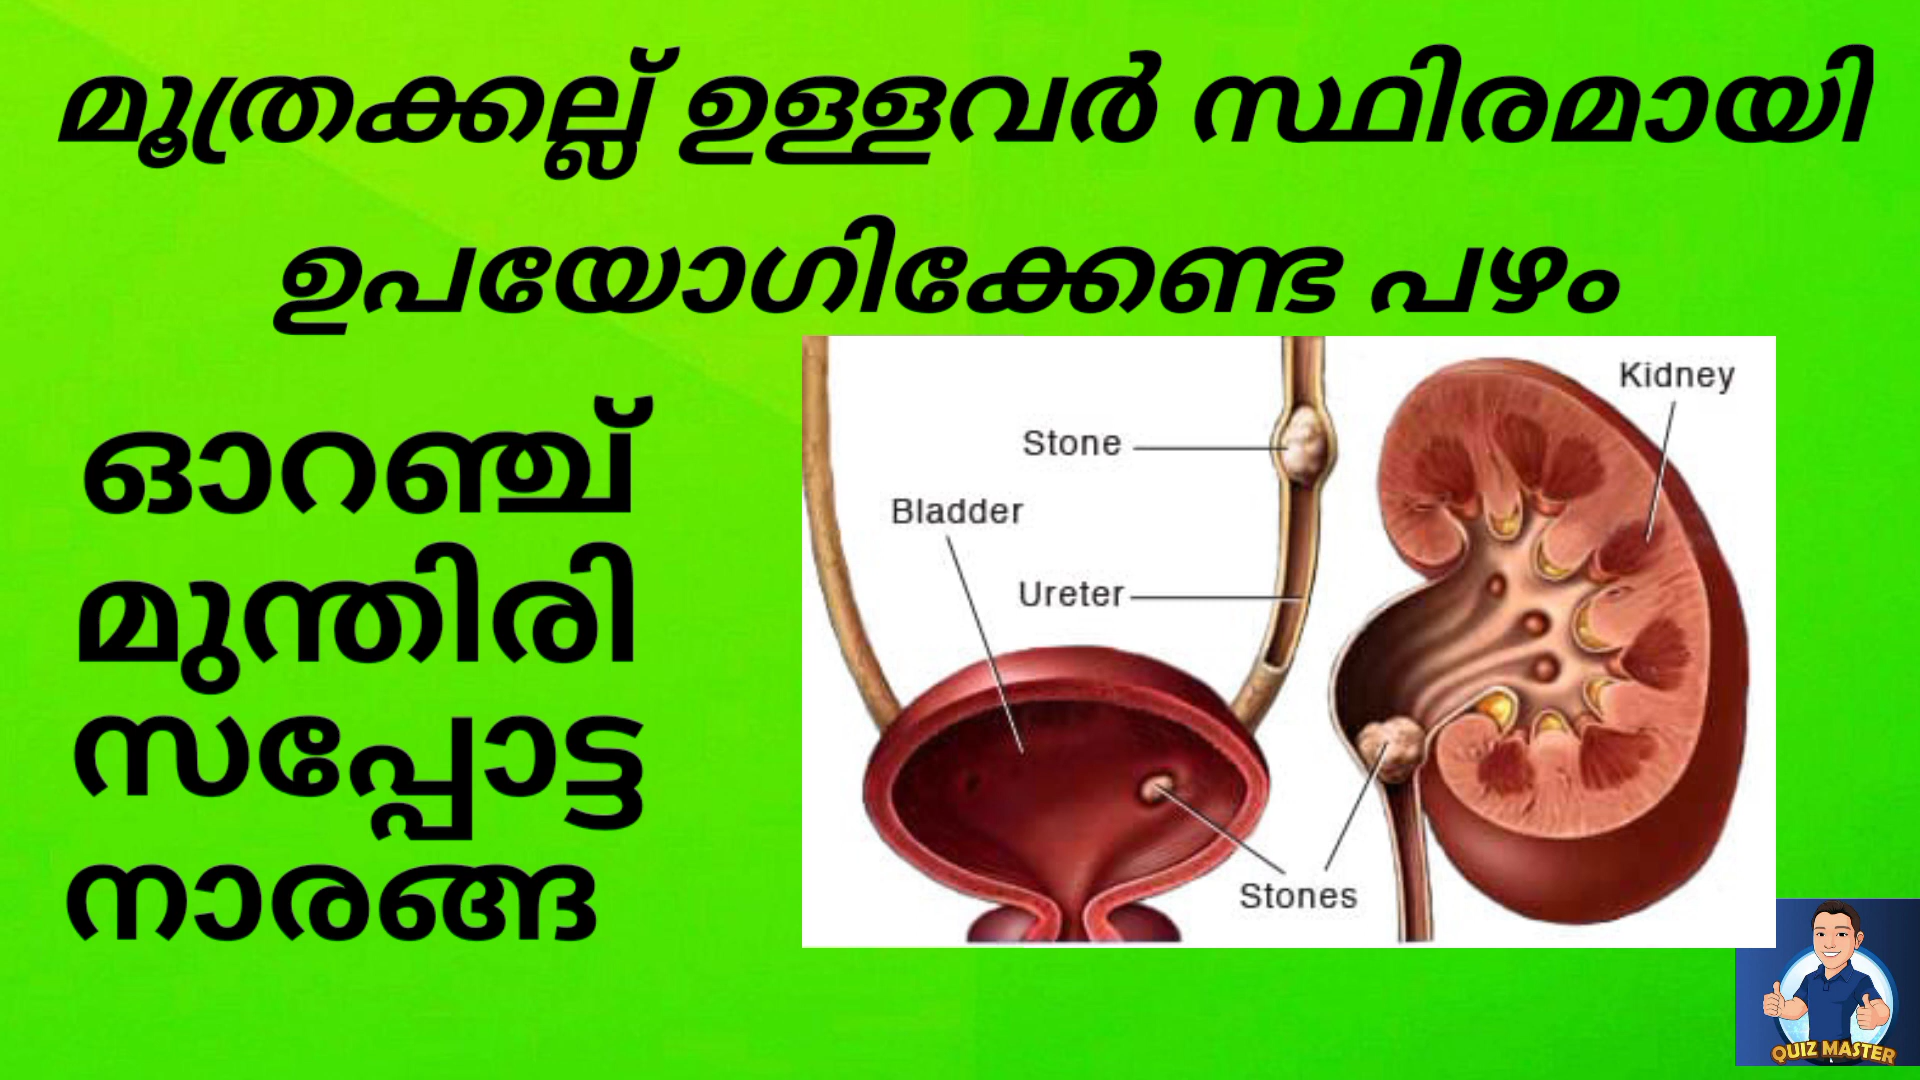 മൂത്രക്കല്ല് ഉള്ളവർ സ്ഥിരമായി
ഉപയോഗിക്കേണ്ട പഴം
ഓറഞ്ച്
മുന്തിരി
സപ്പോട്ട
നാരങ്ങ
Kidney
Stone
Bladder
Ureter
Stones
QUIZ MASTER